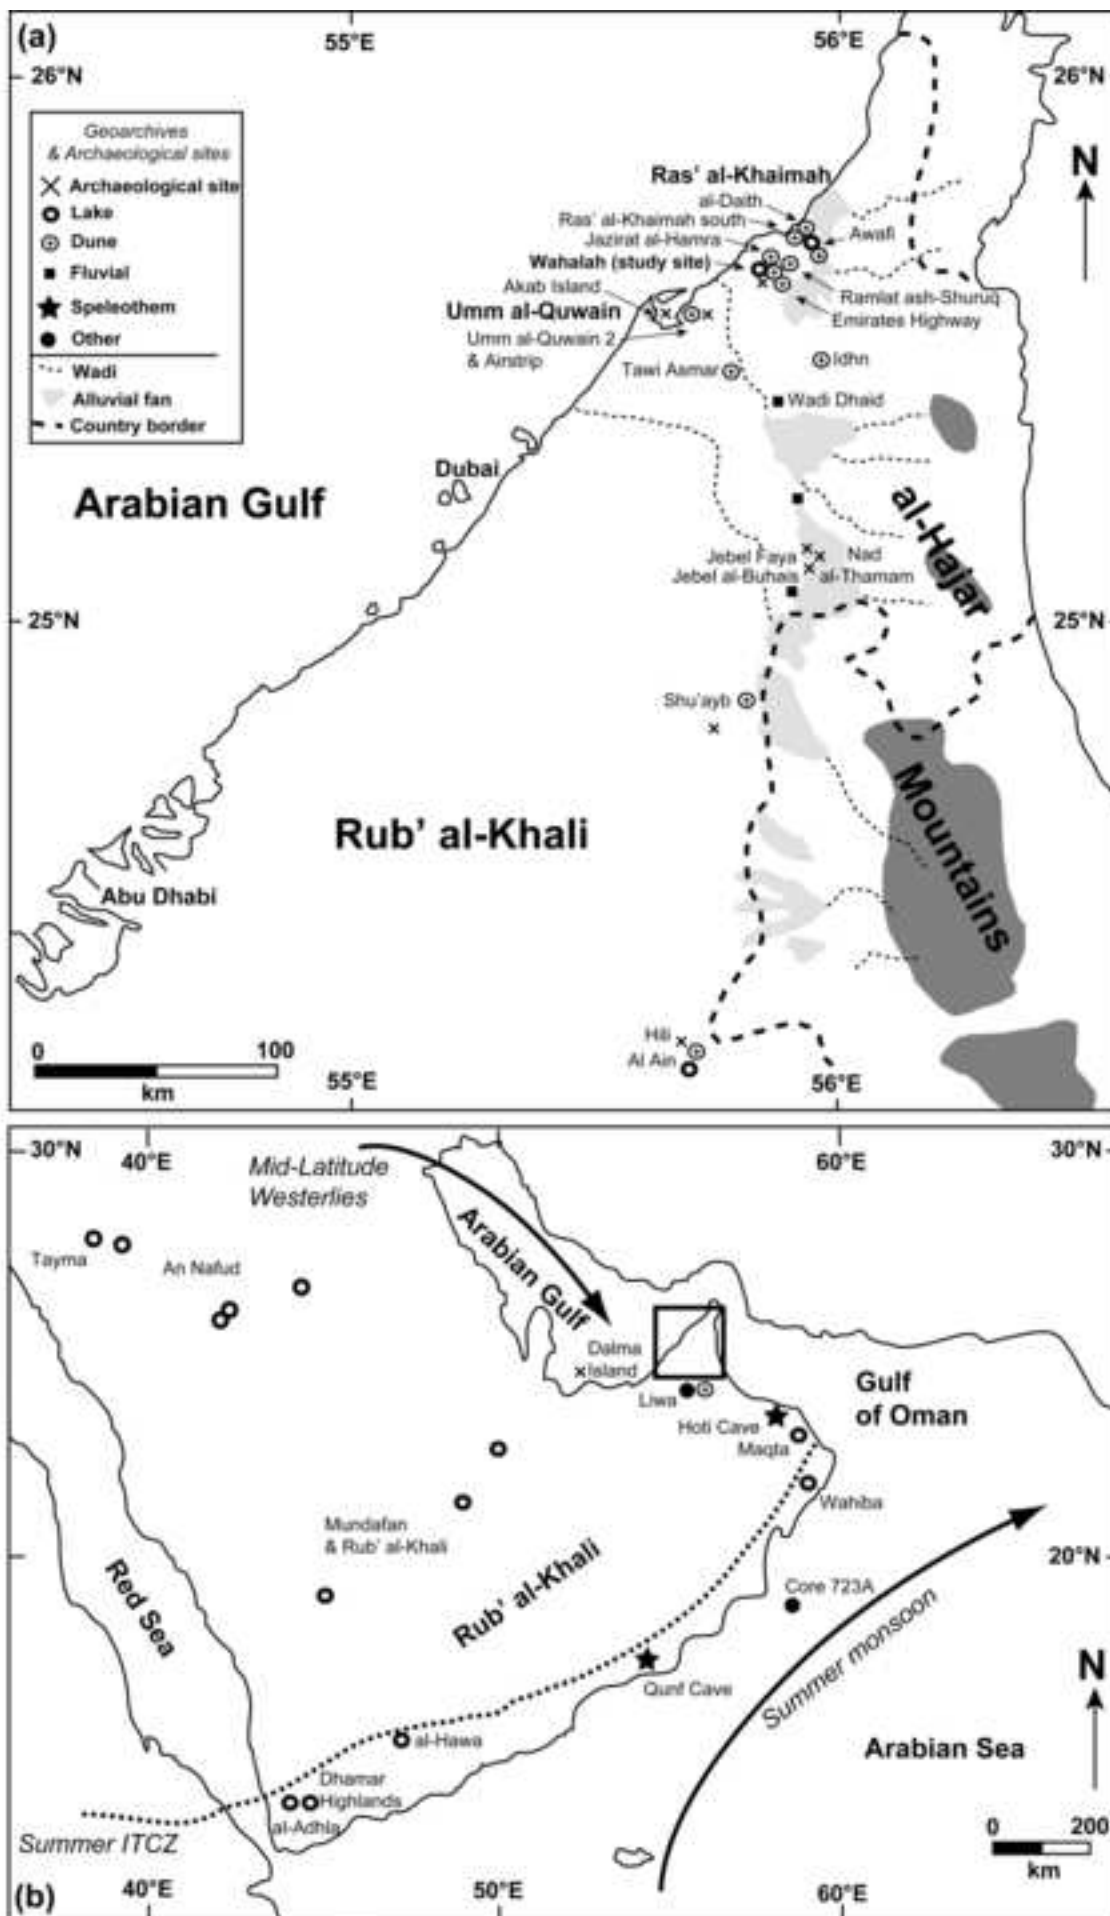 (a)
55°E
56°E
26°N
26°N
Geoarchives
& Archaeological sites
Archaeological site
Lake
Dune
Fluvial
Speleothem
Other
Wadi
Alluvial fan
Country border
N
Ras' al-Khaimah
al-Daith
Ras' al-Khaimah south
Awafi
Jazirat al-Hamra
Wahalah (study site)
Akab Island
Ramlat ash-Shuruq
Umm al-Quwain
Emirates Highway
Umm al-Quwain 2
& Airstrip
Idhn
Tawi Asmar
Wadi Dhaid
Dubai
Arabian Gulf
al-Hajar
Jebel Faya
Nad
Jebel al-Buhais
al-Thamam
25°N
25°N
Shu'ayb
Mountains
Rub' al-Khali
Abu Dhabi
Hili
Al Ain
0
100
km
55°E
56°E
30°N
40°E
60°E
30°N
Mid-Latitude
Westerlies
Arabian Gulf
Tayma
An Nafud
Dalma
Island
Gulf
of Oman
Liwa
Hoti Cave
Maqta
Wahiba
Mundafan
& Rub' al-Khali
20°N
Red Sea
Rub' al-Khali
Core 723A
Summer monsoon
N
Qunf Cave
al-Hawa
Arabian Sea
Dhamar
Highlands
al-Adhla
Summer ITCZ
0
200
km
(b)
40°E
50°E
60°E